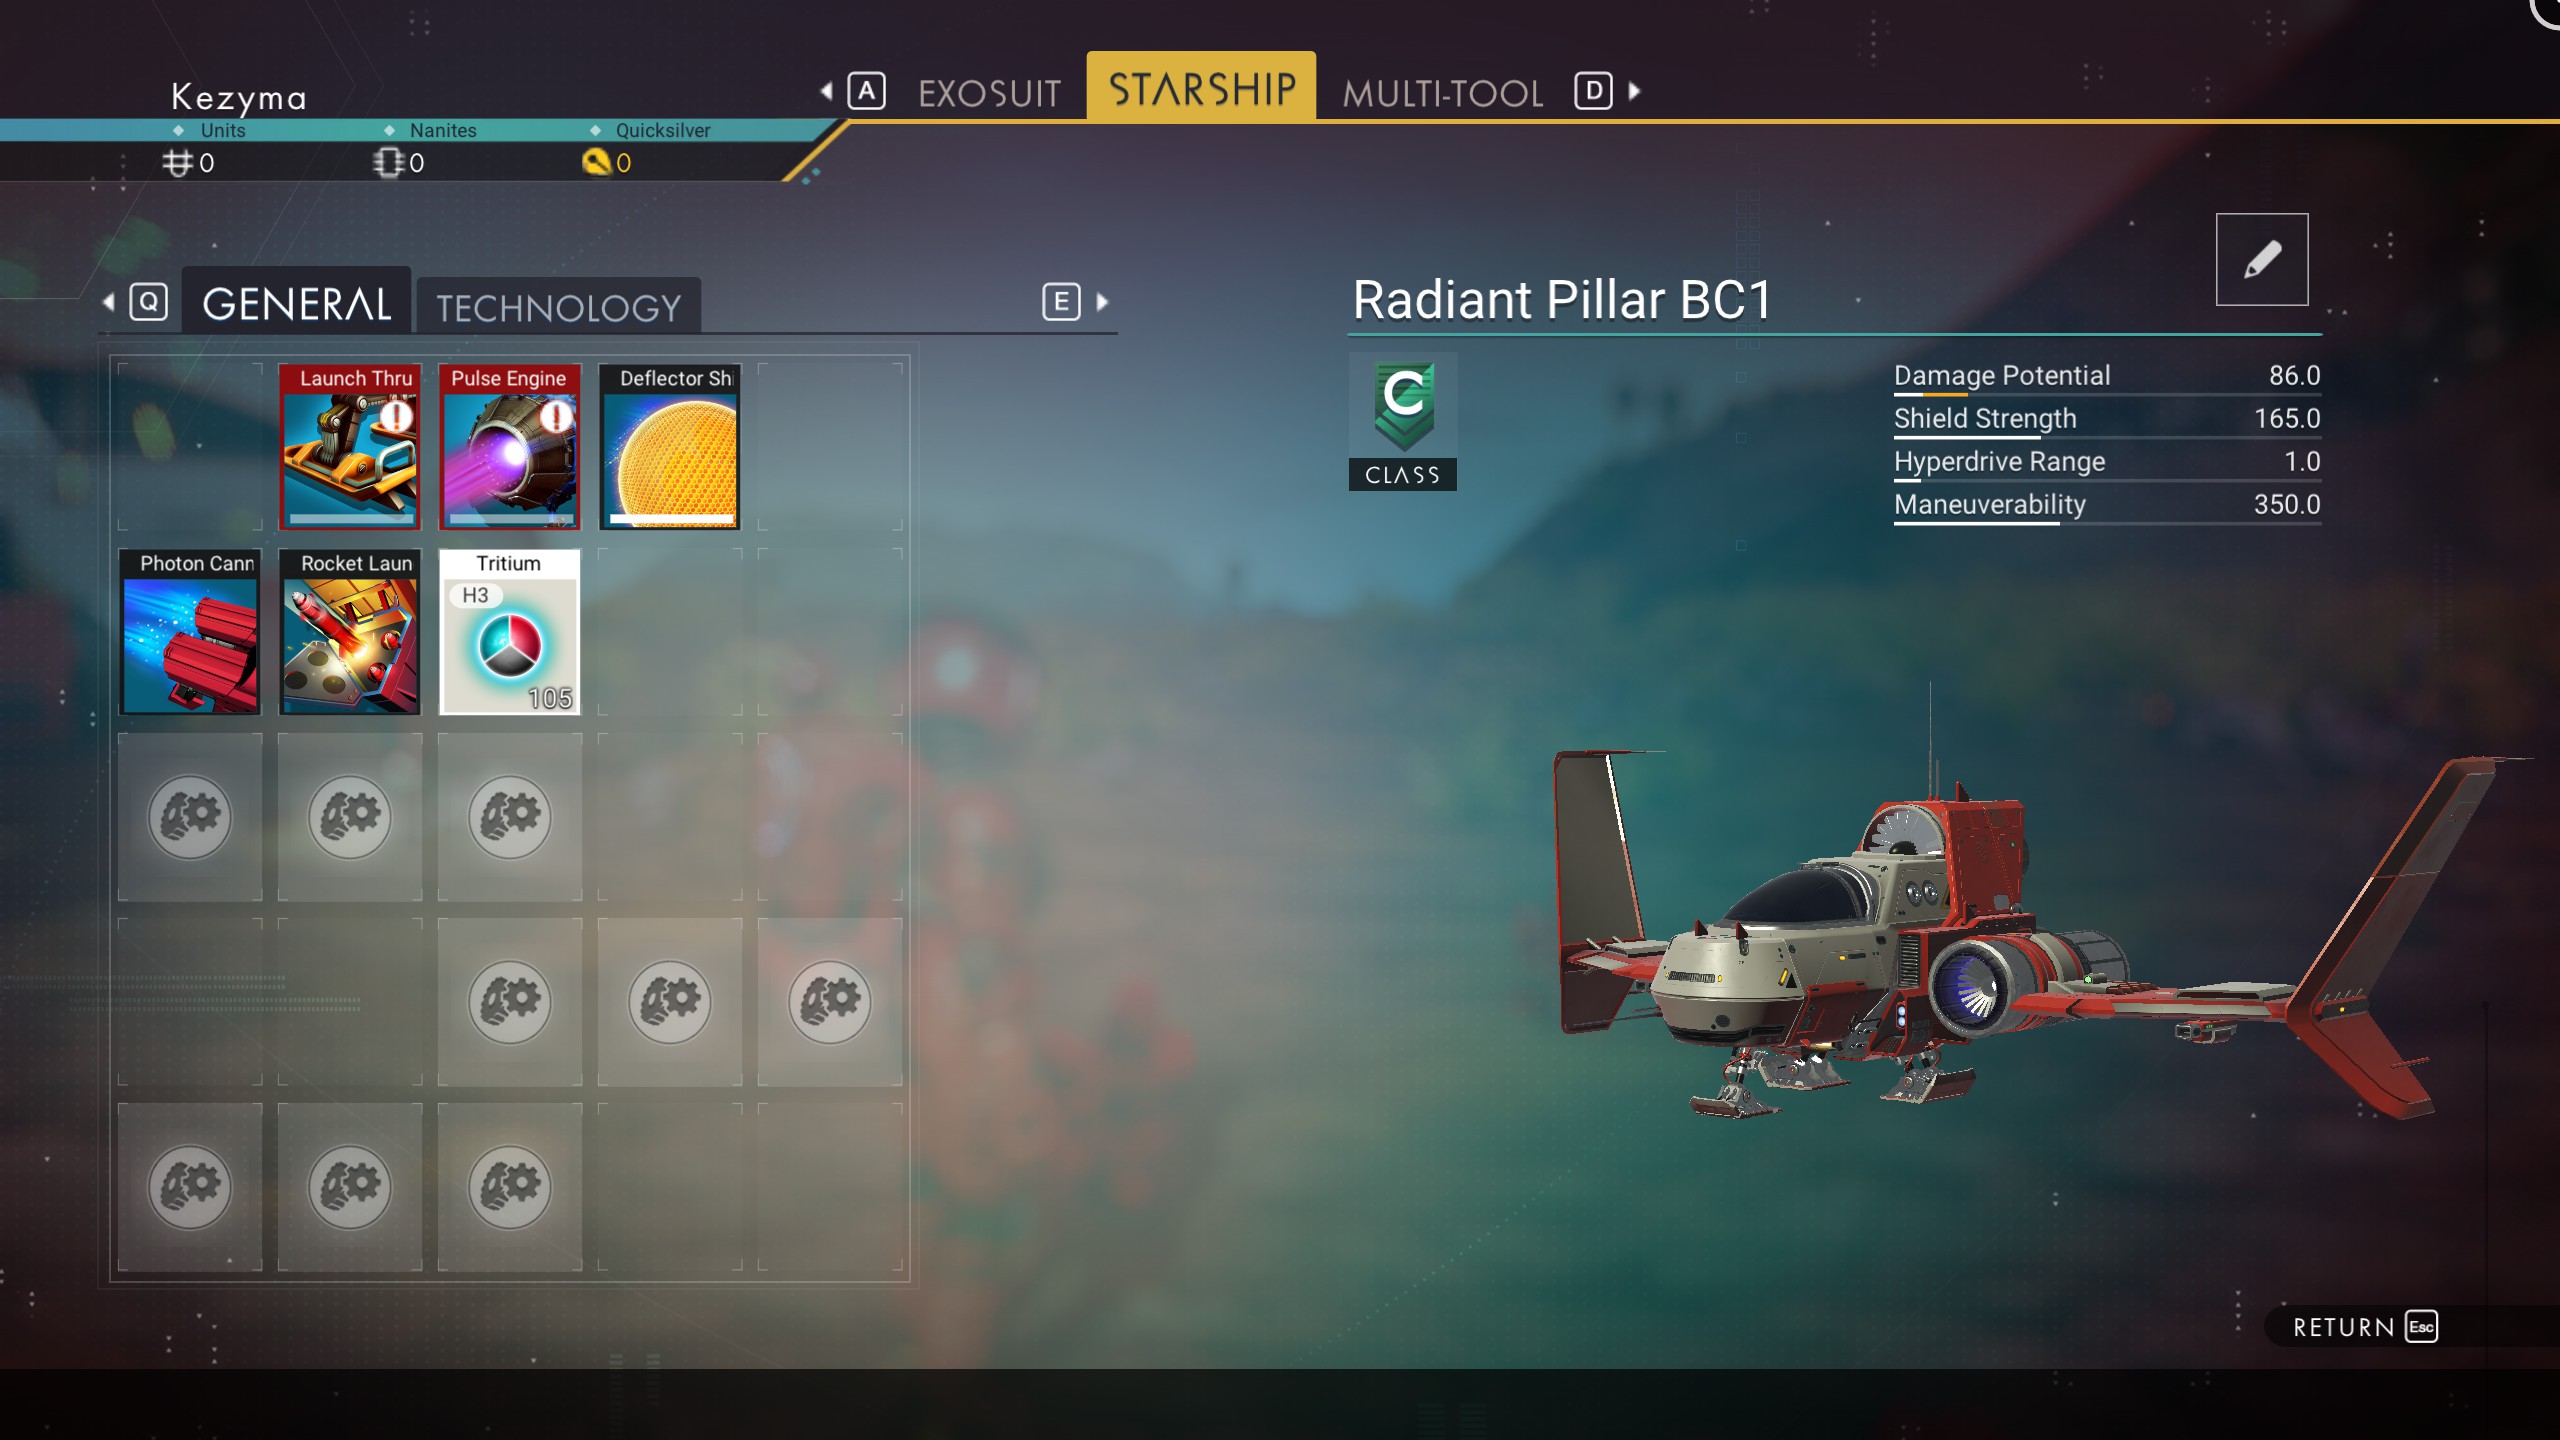 Kezyma
Units Nanites Quicksilver
0 0 0
A EXOSUIT STARSHIP MULTI-TOOL D
Q GENERAL TECHNOLOGY E
Launch Thru Pulse Engine Deflector Shi
Photon Cann Rocket Laun Tritium
H3
105
Radiant Pillar BC1
C
CLASS
Damage Potential 86.0
Shield Strength 165.0
Hyperdrive Range 1.0
Maneuverability 350.0
RETURN Esc